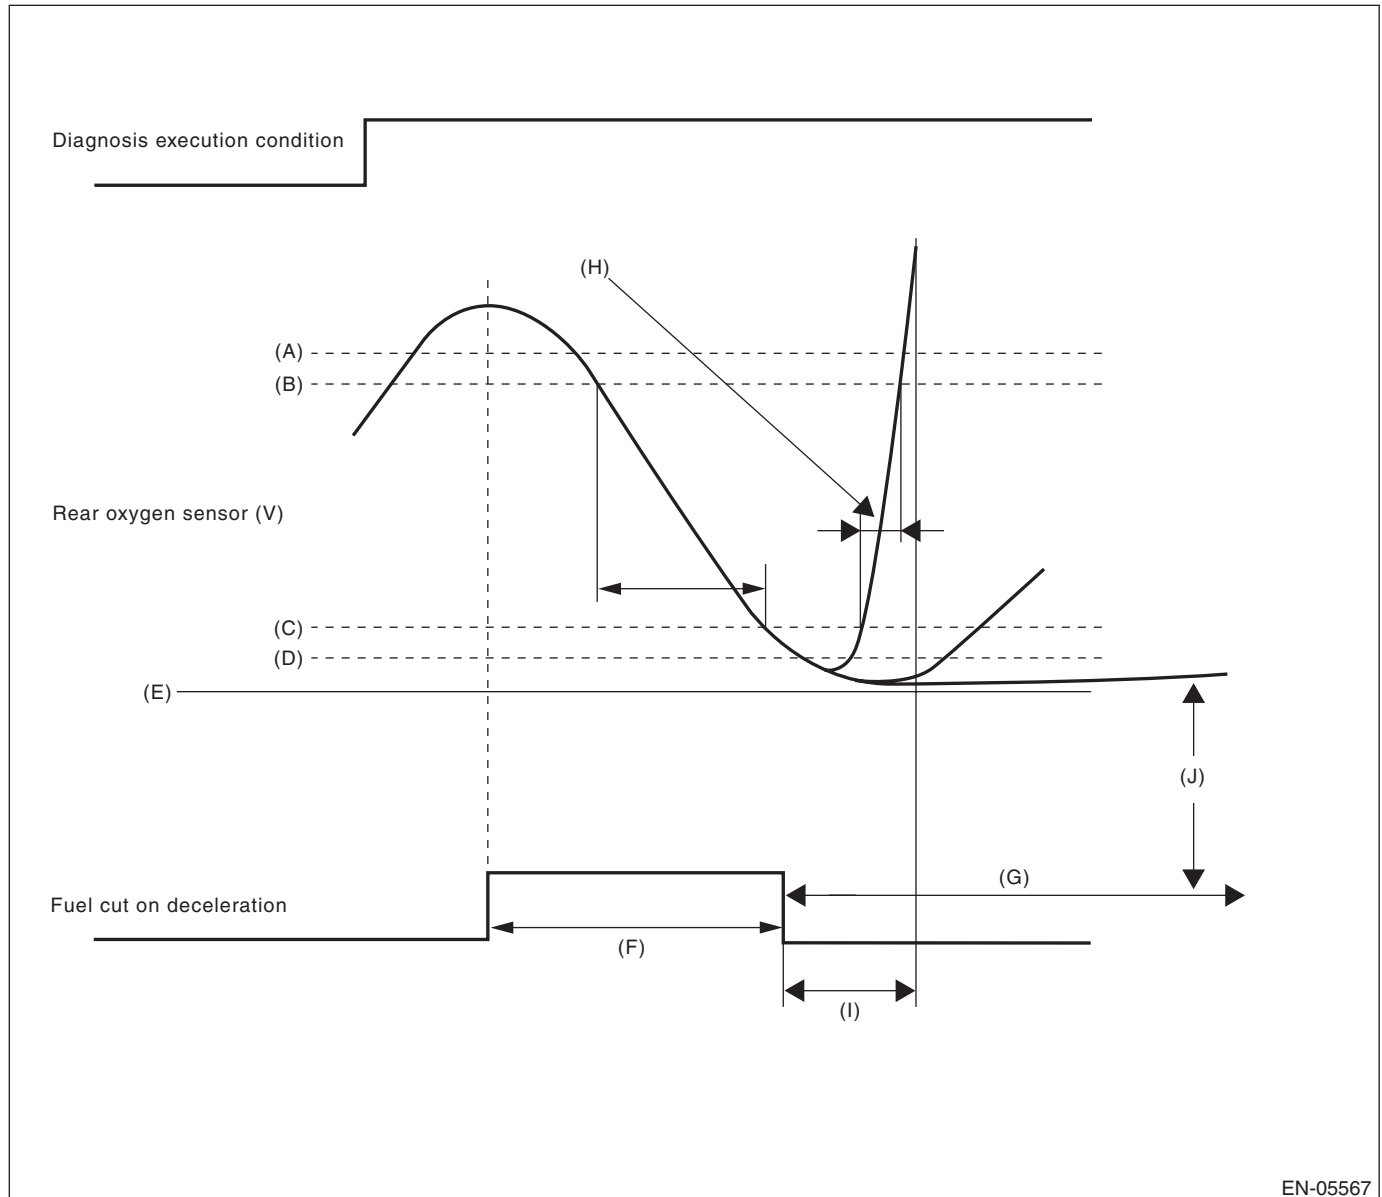 Diagnosis execution condition
(H)
(A)
(B)
Rear oxygen sensor (V)
(C)
(D)
(E)
(J)
(G)
Fuel cut on deceleration
(F)
(I)
EN-05567